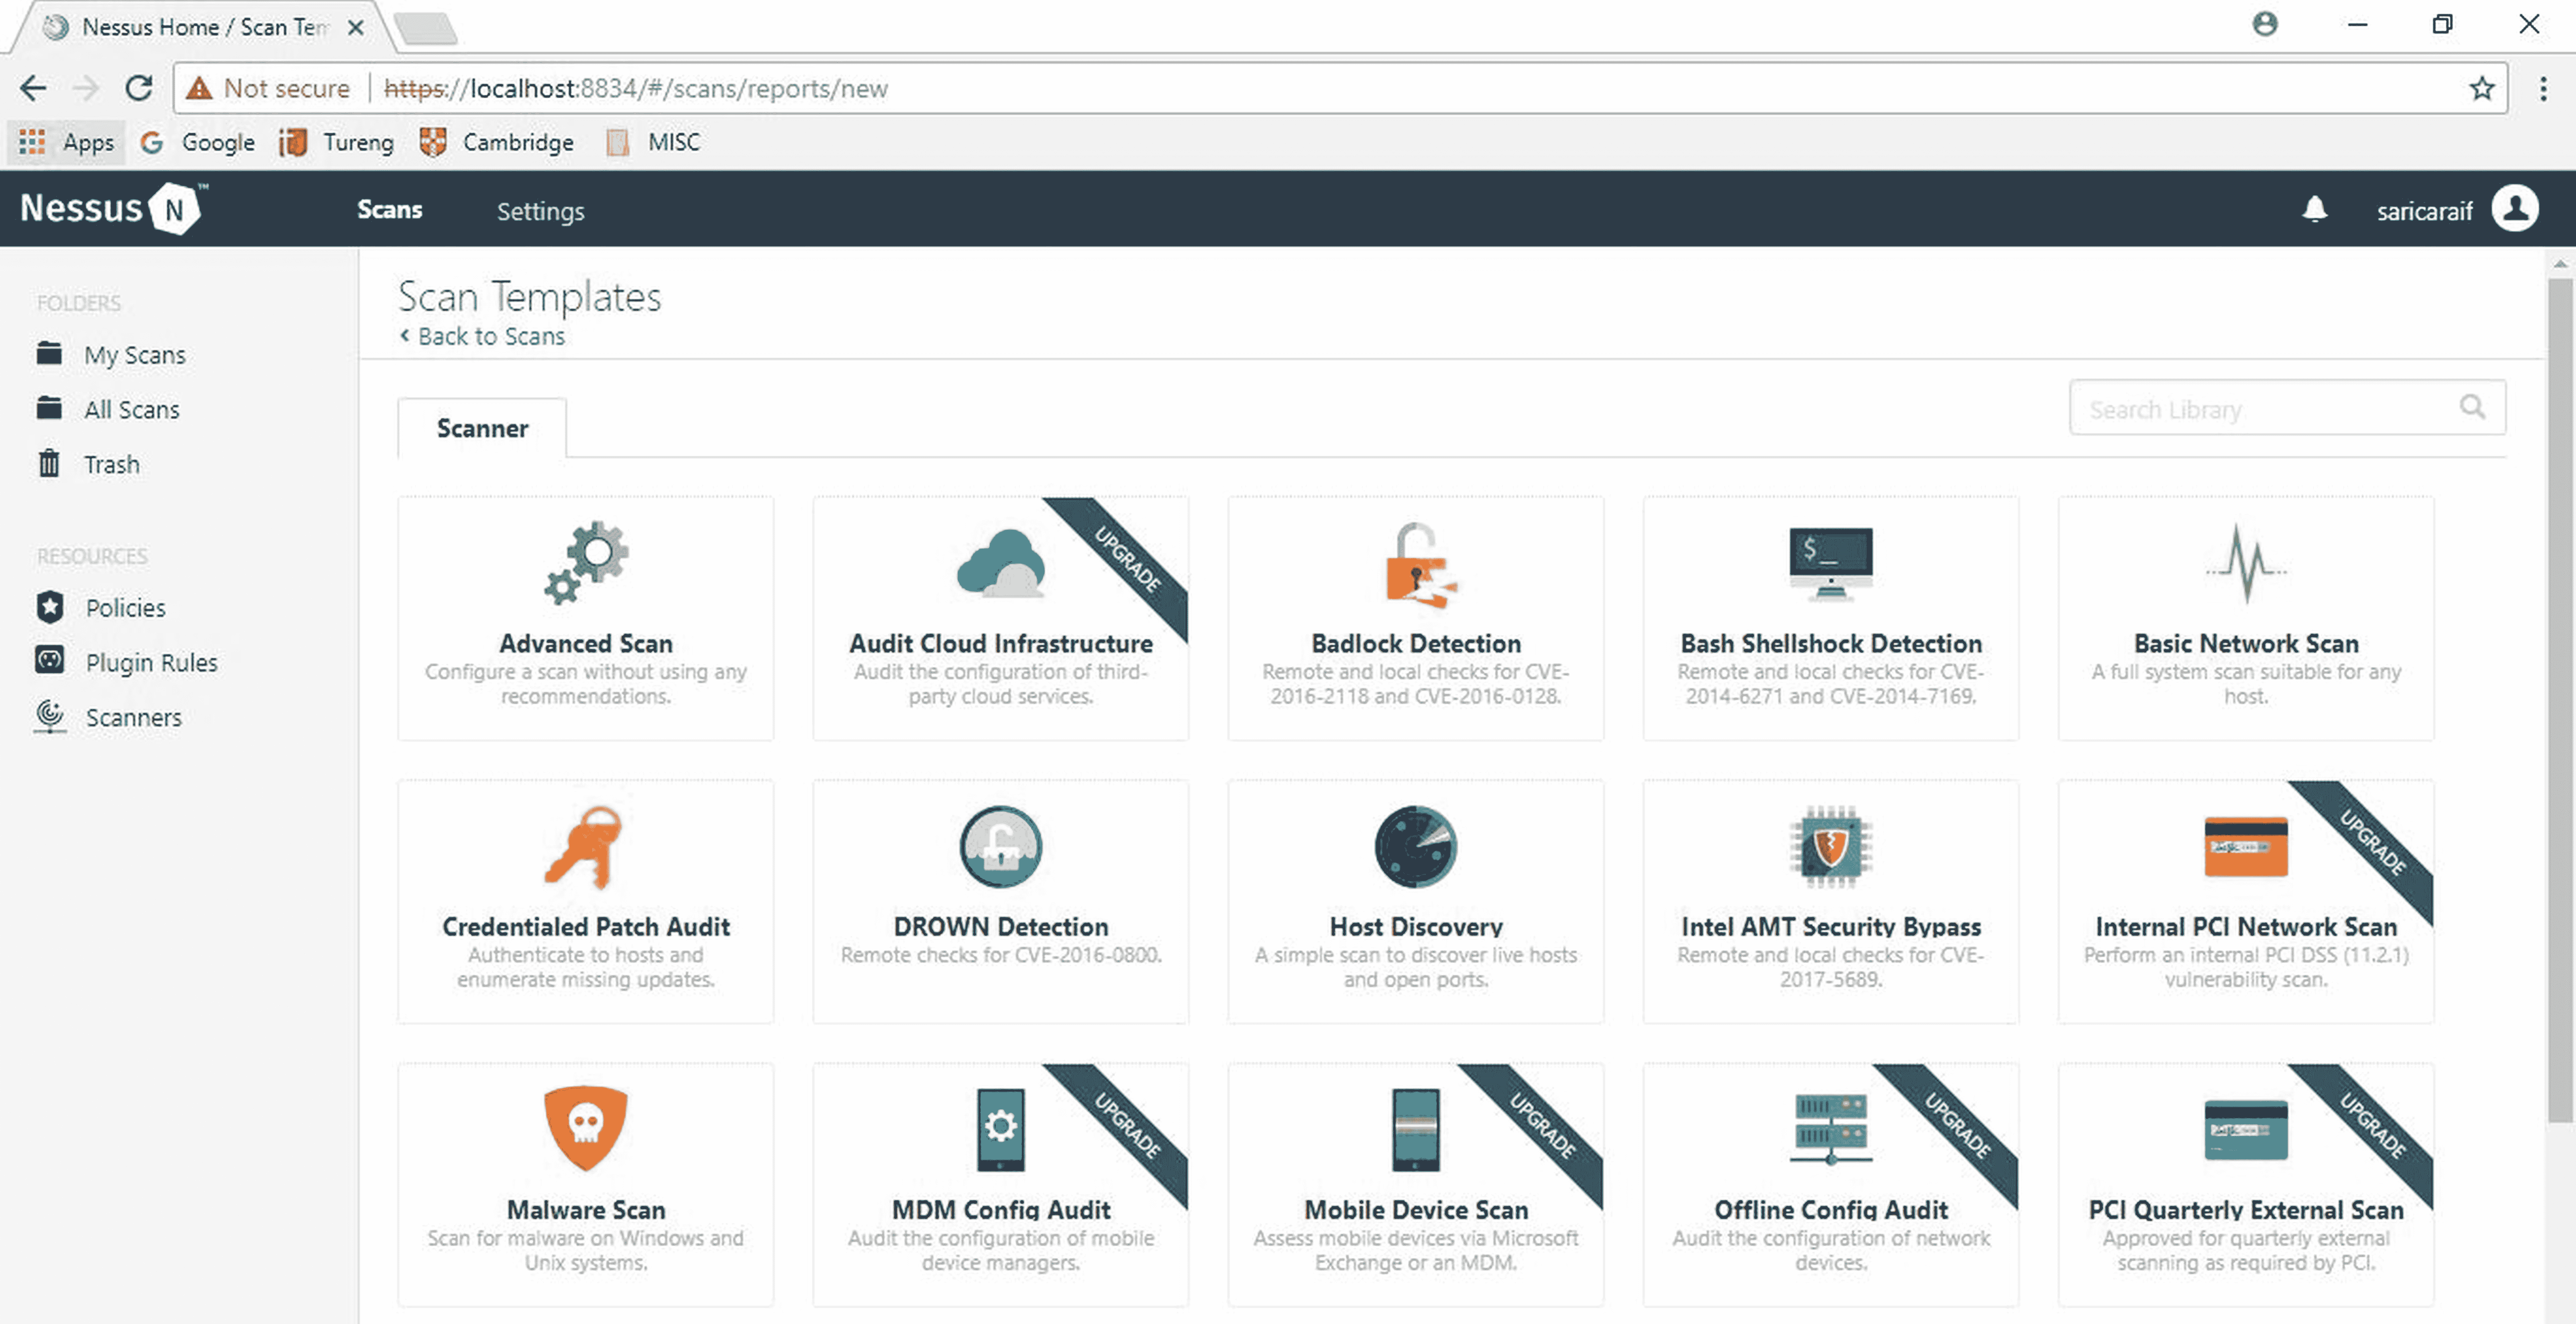 Nessus Home / Scan Tem
Not secure | https://localhost:8834/#/scans/reports/new
Apps Google Tureng Cambridge MISC
Nessus N ™ Scans Settings saricaraif
FOLDERS
My Scans
All Scans
Trash
RESOURCES
Policies
Plugin Rules
Scanners
Scan Templates
Back to Scans
Scanner
Search Library
Advanced Scan
Configure a scan without using any
recommendations.
UPGRADE
Audit Cloud Infrastructure
Audit the configuration of third-
party cloud services.
Badlock Detection
Remote and local checks for CVE-
2016-2118 and CVE-2016-0128.
$_
Bash Shellshock Detection
Remote and local checks for CVE-
2014-6271 and CVE-2014-7169.
Basic Network Scan
A full system scan suitable for any
host.
Credentialed Patch Audit
Authenticate to hosts and
enumerate missing updates.
DROWN Detection
Remote checks for CVE-2016-0800.
Host Discovery
A simple scan to discover live hosts
and open ports.
Intel AMT Security Bypass
Remote and local checks for CVE-
2017-5689.
UPGRADE
Internal PCI Network Scan
Perform an internal PCI DSS (11.2.1)
vulnerability scan.
Malware Scan
Scan for malware on Windows and
Unix systems.
UPGRADE
MDM Config Audit
Audit the configuration of mobile
device managers.
UPGRADE
Mobile Device Scan
Assess mobile devices via Microsoft
Exchange or an MDM.
UPGRADE
Offline Config Audit
Audit the configuration of network
devices.
UPGRADE
PCI Quarterly External Scan
Approved for quarterly external
scanning as required by PCI.